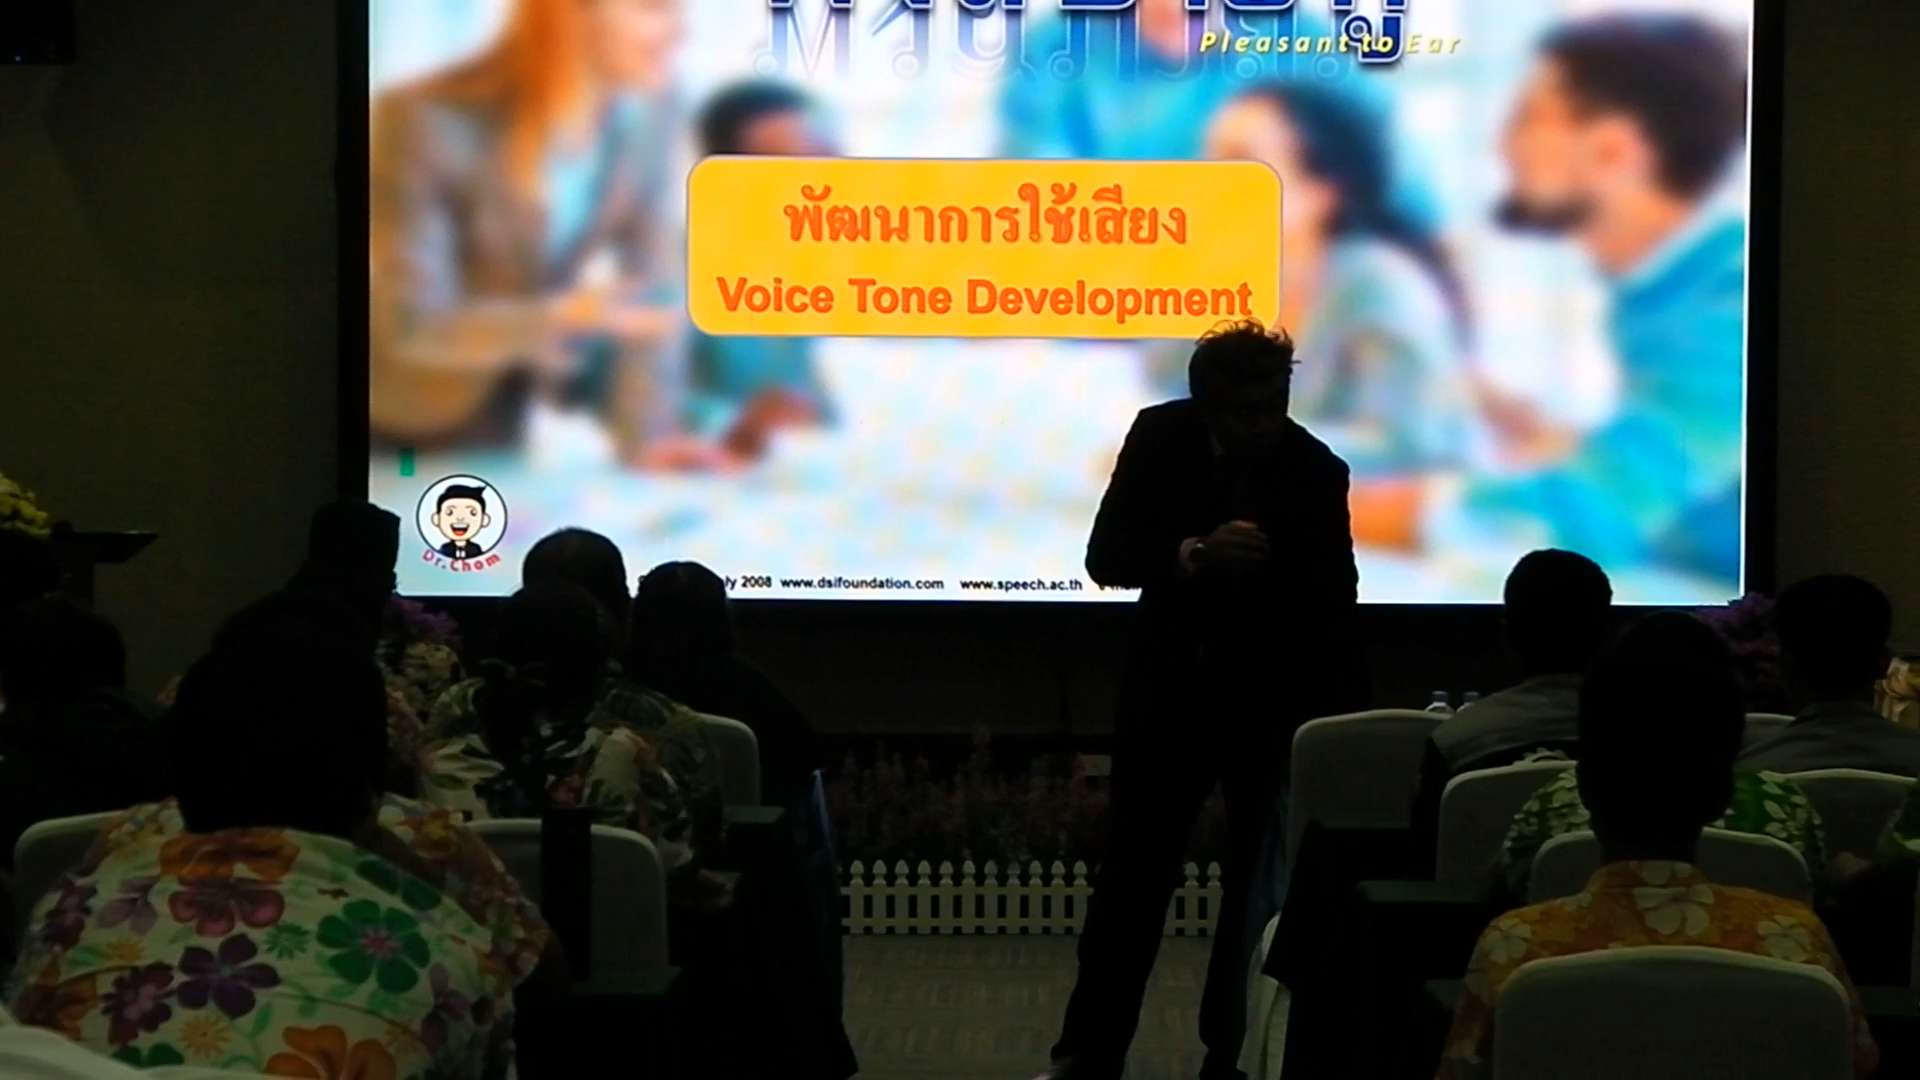 Pleasant to Ear
พัฒนาการใช้เสียง
Voice Tone Development
Dr.Chom
2008 www.dsifoundation.com www.speech.ac.th